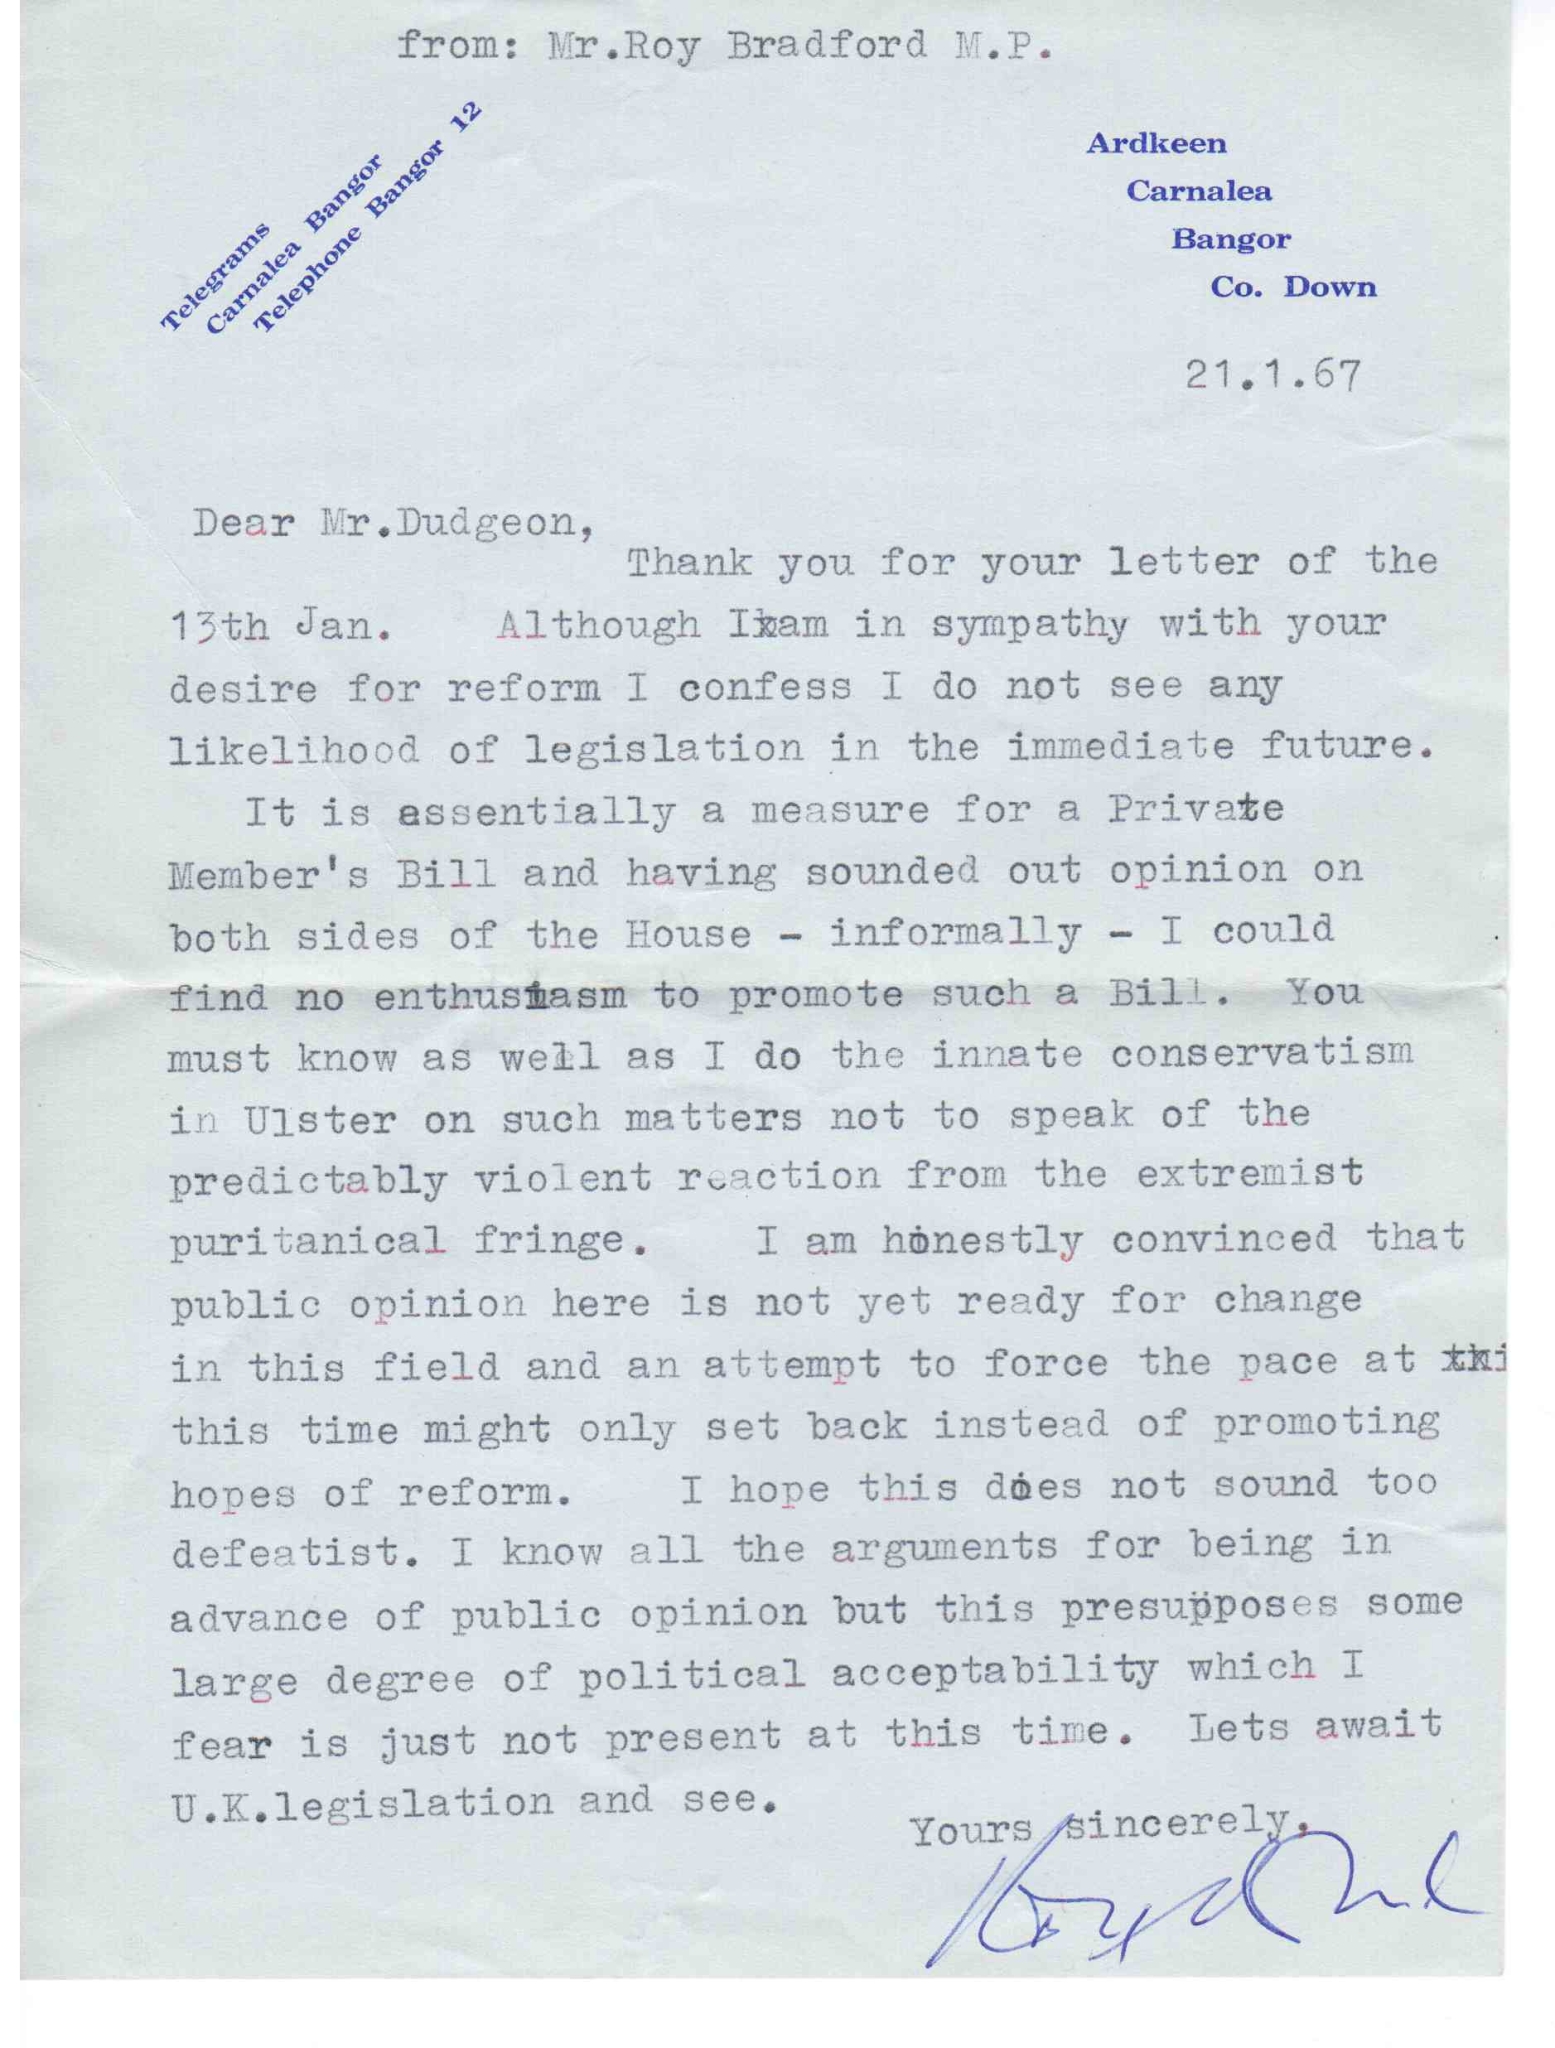 from: Mr.Roy Bradford M.P.
Telegrams
Carnalea Bangor
Telephone Bangor 12
Ardkeen
Carnalea
Bangor
Co. Down
21.1.67
Dear Mr.Dudgeon,
Thank you for your letter of the
13th Jan. Although I am in sympathy with your
desire for reform I confess I do not see any
likelihood of legislation in the immediate future.
It is essentially a measure for a Private
Member's Bill and having sounded out opinion on
both sides of the House - informally - I could
find no enthusiasm to promote such a Bill. You
must know as well as I do the innate conservatism
in Ulster on such matters not to speak of the
predictably violent reaction from the extremist
puritanical fringe. I am honestly convinced that
public opinion here is not yet ready for change
in this field and an attempt to force the pace at
this time might only set back instead of promoting
hopes of reform. I hope this does not sound too
defeatist. I know all the arguments for being in
advance of public opinion but this presupposes some
large degree of political acceptability which I
fear is just not present at this time. Lets await
U.K.legislation and see.
Yours sincerely.